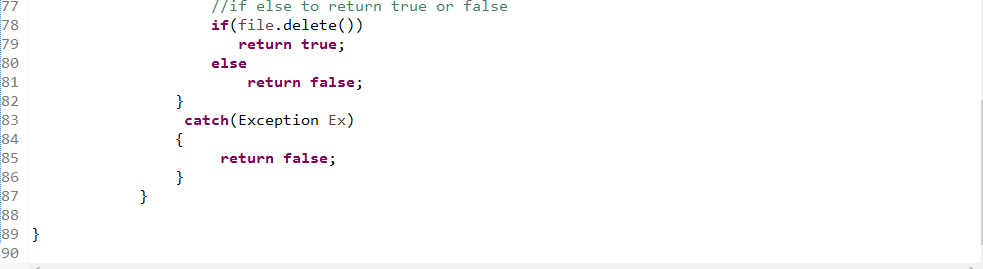 77 //if else to return true or false
78 if(file.delete())
79 return true;
80 else
81 return false;
82 }
83 catch(Exception Ex)
84 {
85 return false;
86 }
87 }
88
89 }
90